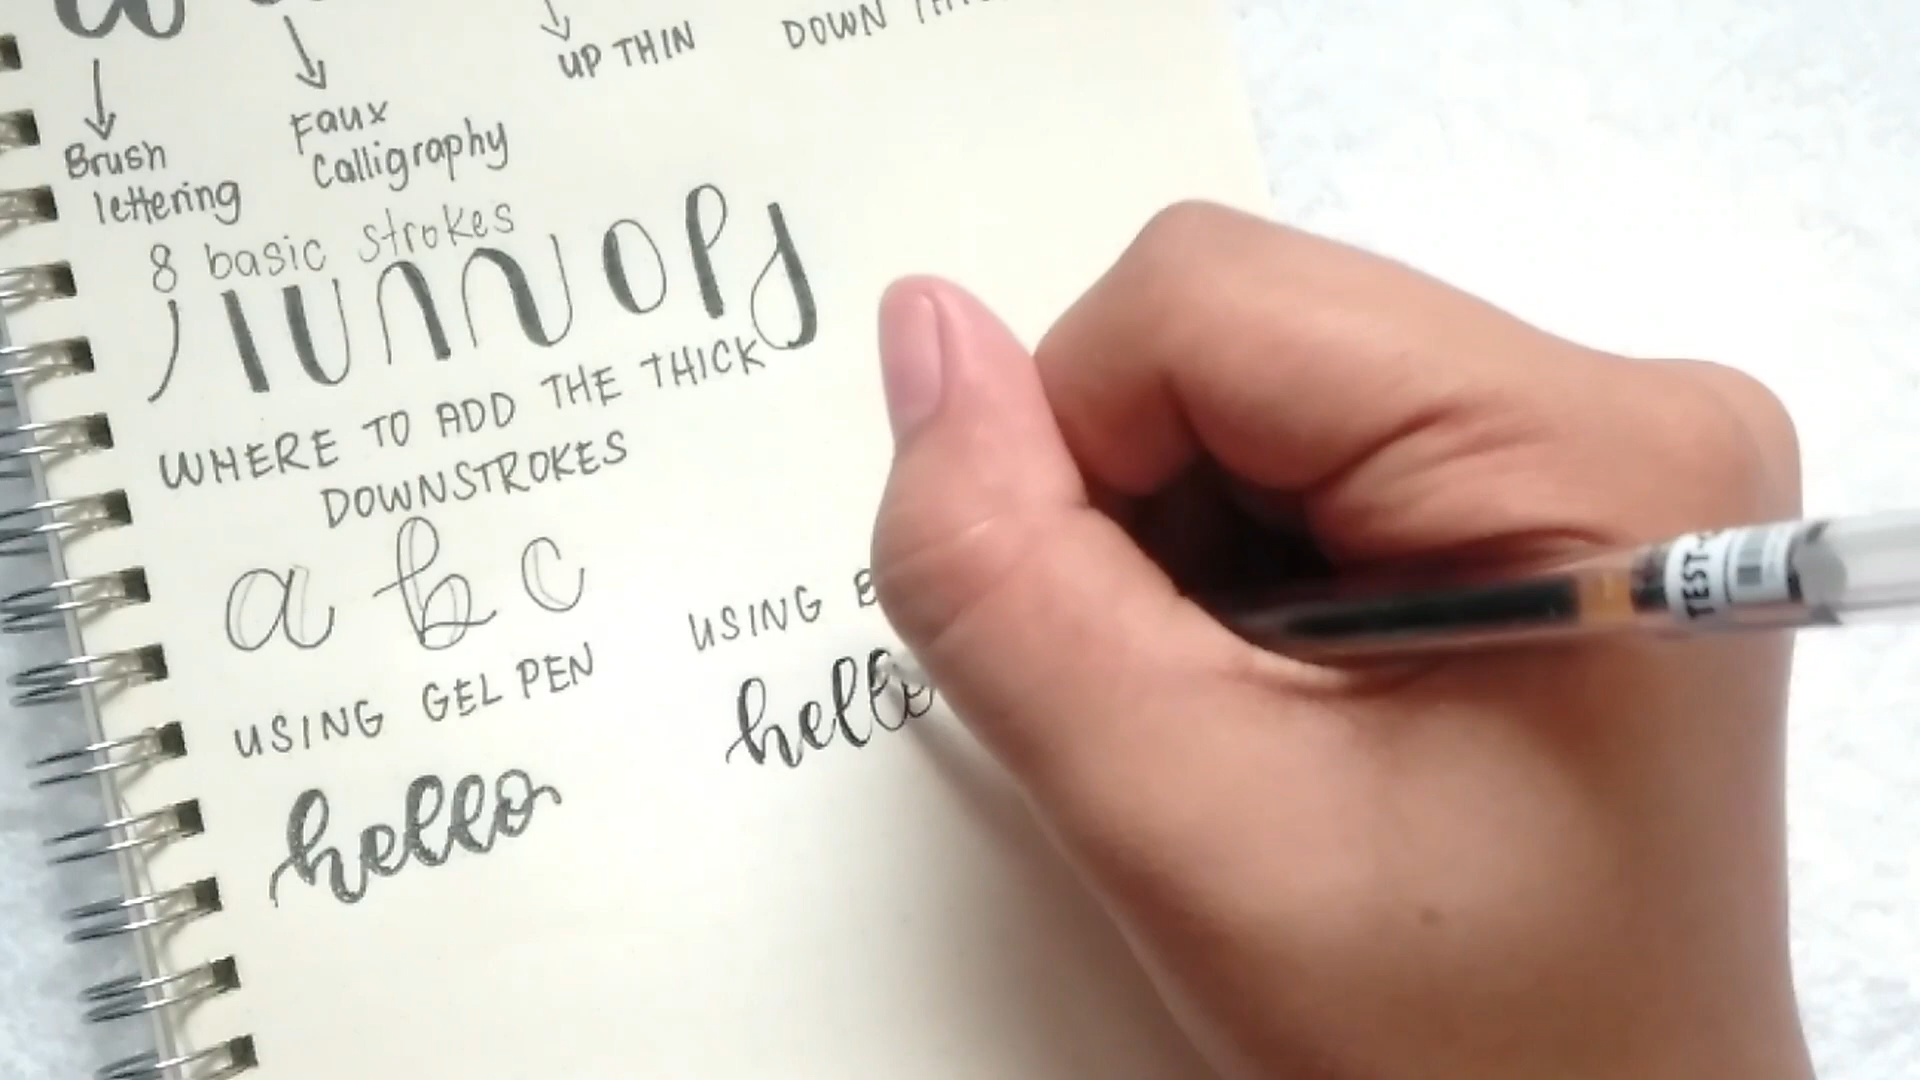 UP THIN DOWN
Brush
lettering
Faux
Calligraphy
8 basic strokes
WHERE TO ADD THE THICK
DOWNSTROKES
a b c
USING GEL PEN
hello
USING
hello
TEST